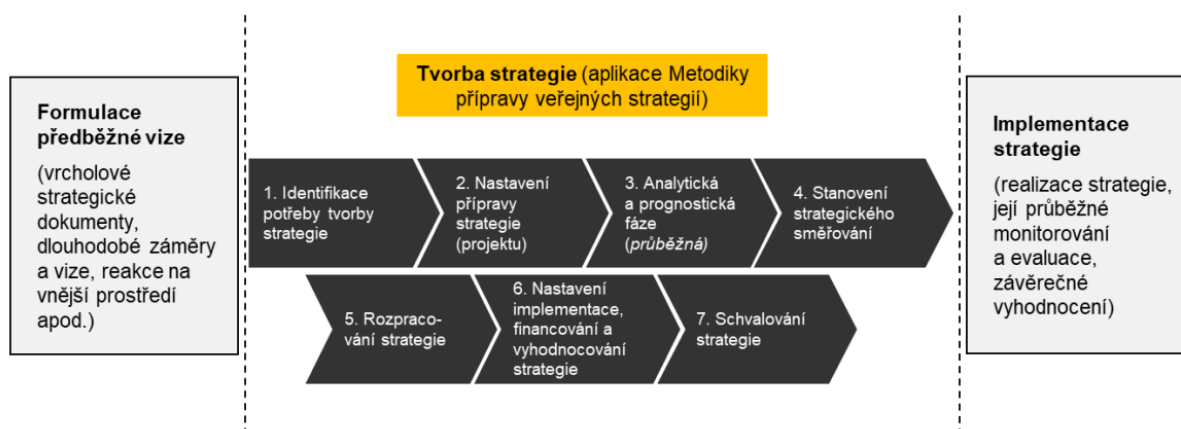 Formulace
předběžné vize
(vrcholové
strategické
dokumenty,
dlouhodobé záměry
a vize, reakce na
vnější prostředí
apod.)
Tvorba strategie (aplikace Metodiky
přípravy veřejných strategií)
1. Identifikace
potřeby tvorby
strategie
2. Nastavení
přípravy
strategie
(projektu)
3. Analytická
a prognostická
fáze
(průběžná)
4. Stanovení
strategického
směřování
5. Rozpraco-
vání strategie
6. Nastavení
implementace,
financování a
vyhodnocování
strategie
7. Schvalování
strategie
Implementace
strategie
(realizace strategie,
její průběžné
monitorování
a evaluace,
závěrečné
vyhodnocení)